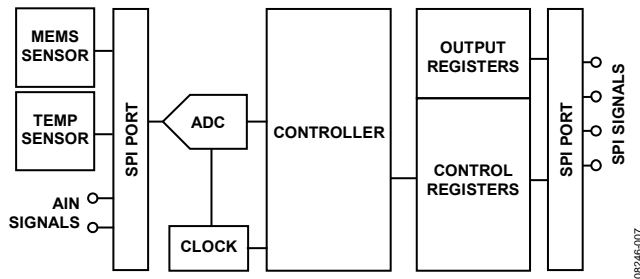 MEMS
SENSOR
TEMP
SENSOR
AIN
SIGNALS
SPI PORT
ADC
CLOCK
CONTROLLER
OUTPUT
REGISTERS
CONTROL
REGISTERS
SPI PORT
SPI SIGNALS
08246-007